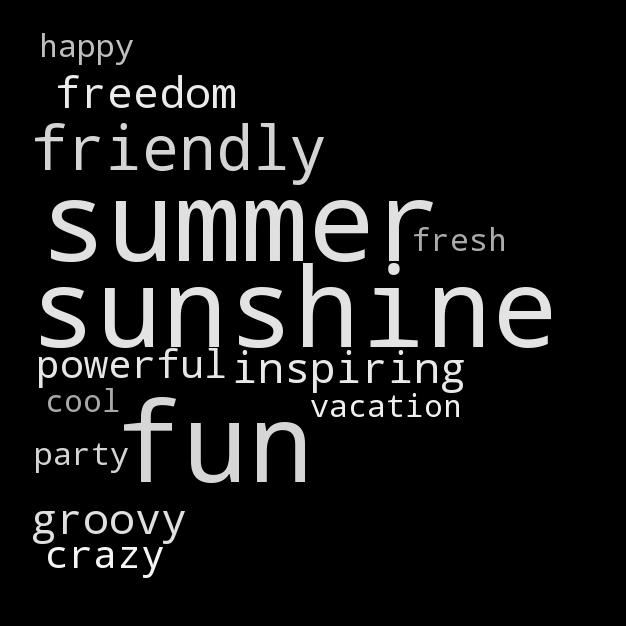 happy
freedom
friendly
summer
fresh
sunshine
powerful inspiring
cool
vacation
fun
party
groovy
crazy